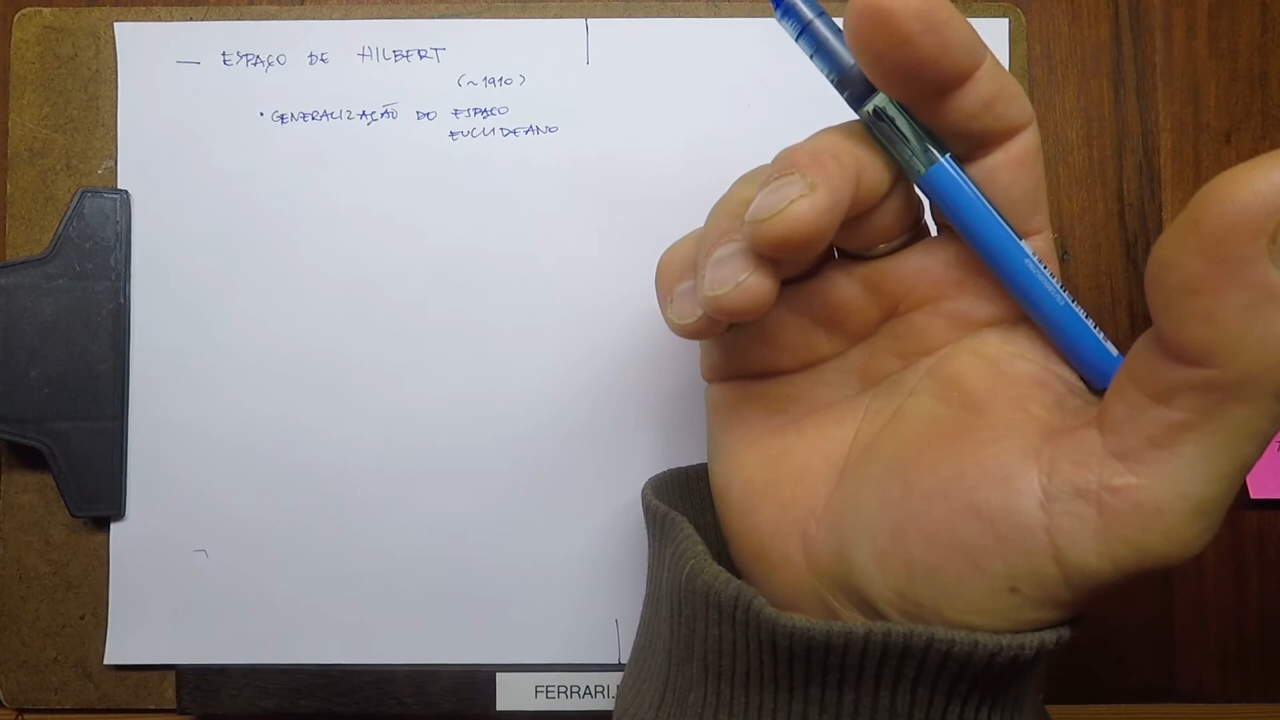 — ESPAÇO DE HILBERT
(~1910)
• GENERALIZAÇÃO DO ESPAÇO
EUCLIDEANO
FERRARI.